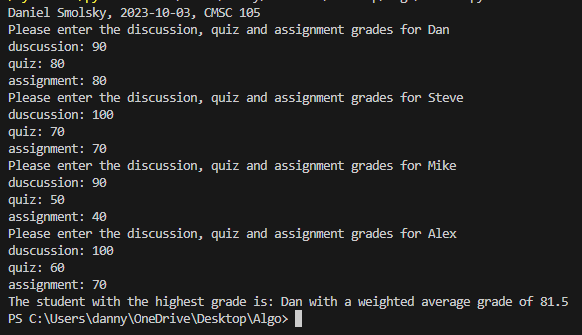 Daniel Smolsky, 2023-10-03, CMSC 105
Please enter the discussion, quiz and assignment grades for Dan
duscussion: 90
quiz: 80
assignment: 80
Please enter the discussion, quiz and assignment grades for Steve
duscussion: 100
quiz: 70
assignment: 70
Please enter the discussion, quiz and assignment grades for Mike
duscussion: 90
quiz: 50
assignment: 40
Please enter the discussion, quiz and assignment grades for Alex
duscussion: 100
quiz: 60
assignment: 70
The student with the highest grade is: Dan with a weighted average grade of 81.5
PS C:\Users\danny\OneDrive\Desktop\Algo>